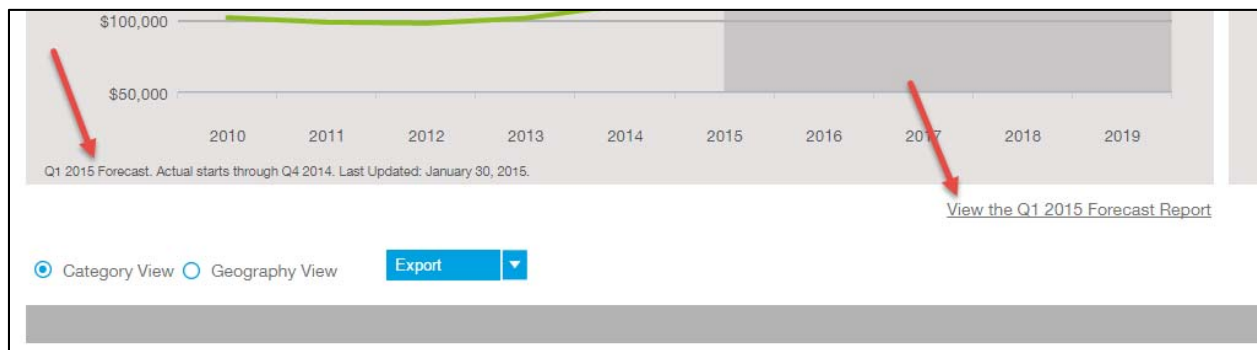 $100,000
$50,000
2010 2011 2012 2013 2014 2015 2016 2017 2018 2019
Q1 2015 Forecast. Actual starts through Q4 2014. Last Updated: January 30, 2015.
View the Q1 2015 Forecast Report
Category View Geography View Export